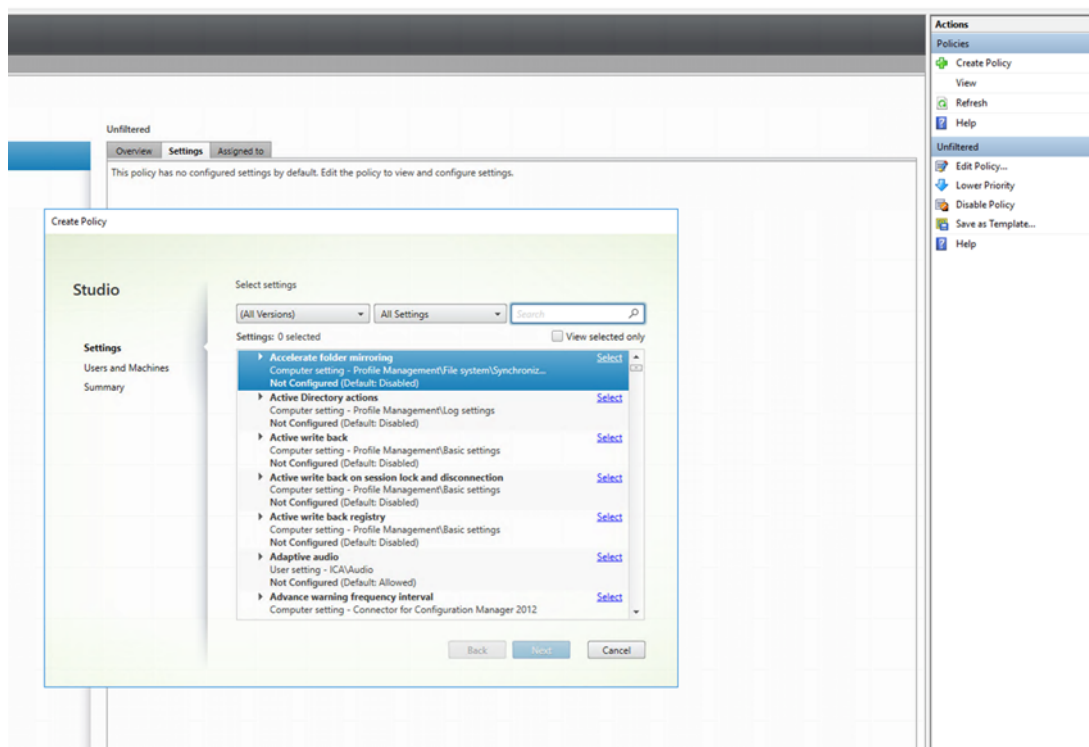 Actions
Policies
Create Policy
View
Refresh
Help
Unfiltered
Edit Policy...
Lower Priority
Disable Policy
Save as Template...
Help
Unfiltered
Overview Settings Assigned to
This policy has no configured settings by default. Edit the policy to view and configure settings.
Create Policy
Studio
Settings
Users and Machines
Summary
Select settings
(All Versions) All Settings Search
Settings: 0 selected View selected only
Accelerate folder mirroring Select
Computer setting - Profile Management\File system\Synchroniz...
Not Configured (Default: Disabled)
Active Directory actions Select
Computer setting - Profile Management\Log settings
Not Configured (Default: Disabled)
Active write back Select
Computer setting - Profile Management\Basic settings
Not Configured (Default: Disabled)
Active write back on session lock and disconnection Select
Computer setting - Profile Management\Basic settings
Not Configured (Default: Disabled)
Active write back registry Select
Computer setting - Profile Management\Basic settings
Not Configured (Default: Disabled)
Adaptive audio Select
User setting - ICA\Audio
Not Configured (Default: Allowed)
Advance warning frequency interval Select
Computer setting - Connector for Configuration Manager 2012
Back Next Cancel